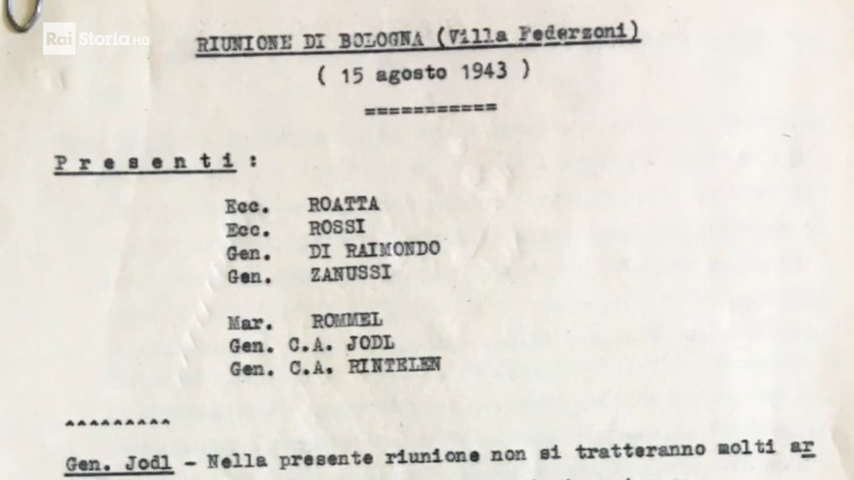 Rai Storia HD
RIUNIONE DI BOLOGNA (Villa Federzoni)
( 15 agosto 1943 )
===========
Presenti :
Ecc. ROATTA
Ecc. ROSSI
Gen. DI RAIMONDO
Gen. ZANUSSI
Mar. ROMMEL
Gen. C.A. JODL
Gen. C.A. RINTELEN
^^^^^^^^^
Gen. Jodl - Nella presente riunione non si tratteranno molti ar